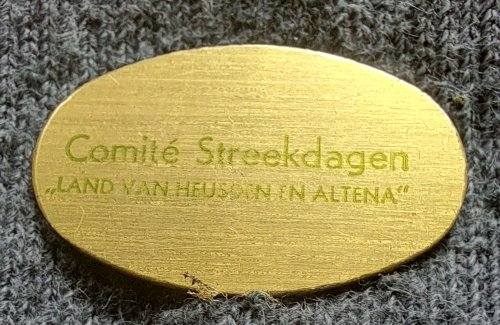 Comité Streekdagen
„LAND VAN HEUSDEN EN ALTENA“